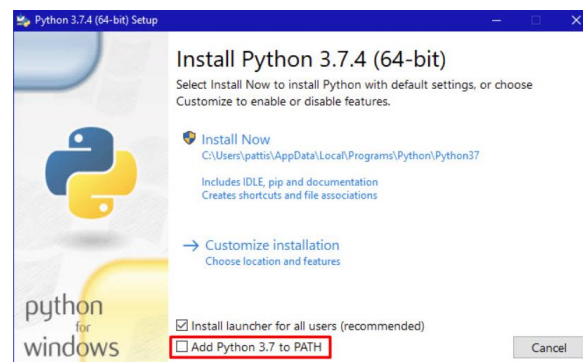 Python 3.7.4 (64-bit) Setup
Install Python 3.7.4 (64-bit)
Select Install Now to install Python with default settings, or choose
Customize to enable or disable features.
Install Now
C:\Users\pattis\AppData\Local\Programs\Python\Python37
Includes IDLE, pip and documentation
Creates shortcuts and file associations
→ Customize installation
Choose location and features
python
for
windows
Install launcher for all users (recommended)
Add Python 3.7 to PATH
Cancel